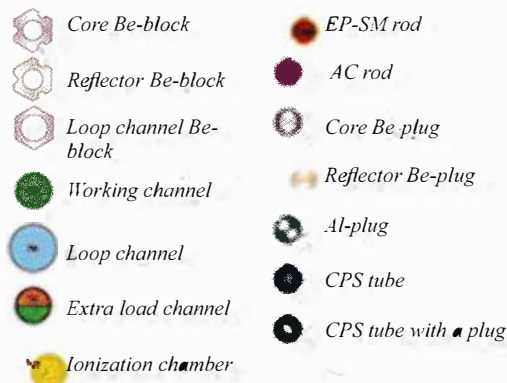 Core Be-block
Reflector Be-block
Loop channel Be-
block
Working channel
Loop channel
Extra load channel
Ionization chamber
EP-SM rod
AC rod
Core Be-plug
Reflector Be-plug
Al-plug
CPS tube
CPS tube with a plug